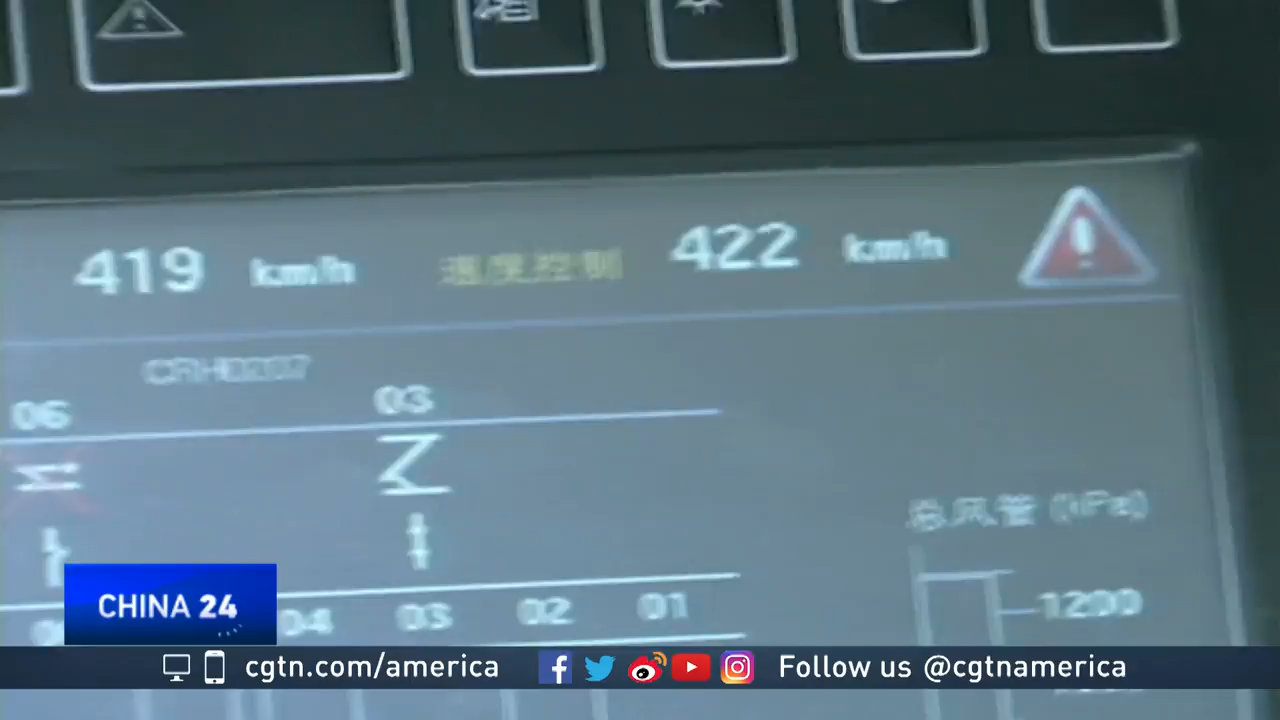 419 km/h 速度控制 422 km/h
CRH0207
06 03
总风管 (kPa)
1200
04 03 02 01
CHINA 24
cgtn.com/america Follow us @cgtnamerica